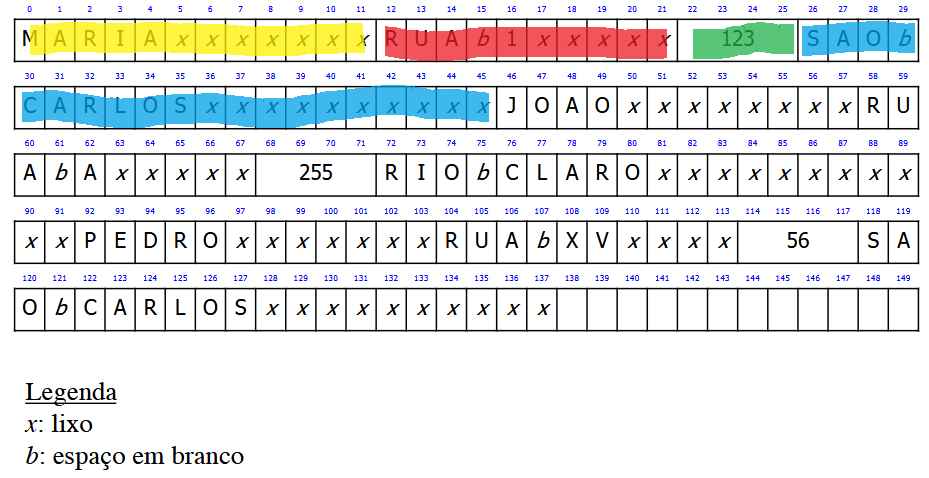 0 1 2 3 4 5 6 7 8 9 10 11 12 13 14 15 16 17 18 19 20 21 22 23 24 25 26 27 28 29
M A R I A x x x x x x x R U A b 1 x x x x x 123 S A O b
30 31 32 33 34 35 36 37 38 39 40 41 42 43 44 45 46 47 48 49 50 51 52 53 54 55 56 57 58 59
C A R L O S x x x x x x x x x x J O A O x x x x x x x x R U
60 61 62 63 64 65 66 67 68 69 70 71 72 73 74 75 76 77 78 79 80 81 82 83 84 85 86 87 88 89
A b A x x x x x 255 R I O b C L A R O x x x x x x x x x
90 91 92 93 94 95 96 97 98 99 100 101 102 103 104 105 106 107 108 109 110 111 112 113 114 115 116 117 118 119
x x P E D R O x x x x x x x R U A b X V x x x x 56 S A
120 121 122 123 124 125 126 127 128 129 130 131 132 133 134 135 136 137 138 139 140 141 142 143 144 145 146 147 148 149
O b C A R L O S x x x x x x x x x x
Legenda
x: lixo
b: espaço em branco